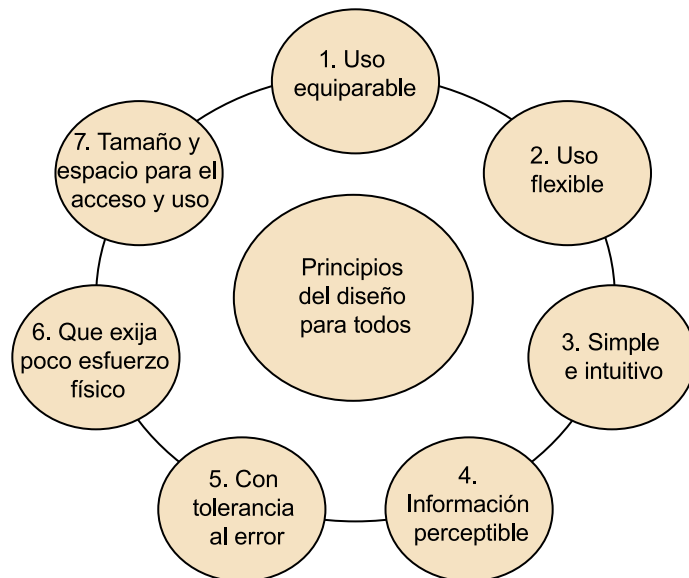 1. Uso
equiparable
2. Uso
flexible
3. Simple
e intuitivo
4.
Información
perceptible
5. Con
tolerancia
al error
6. Que exija
poco esfuerzo
físico
7. Tamaño y
espacio para el
acceso y uso
Principios
del diseño
para todos